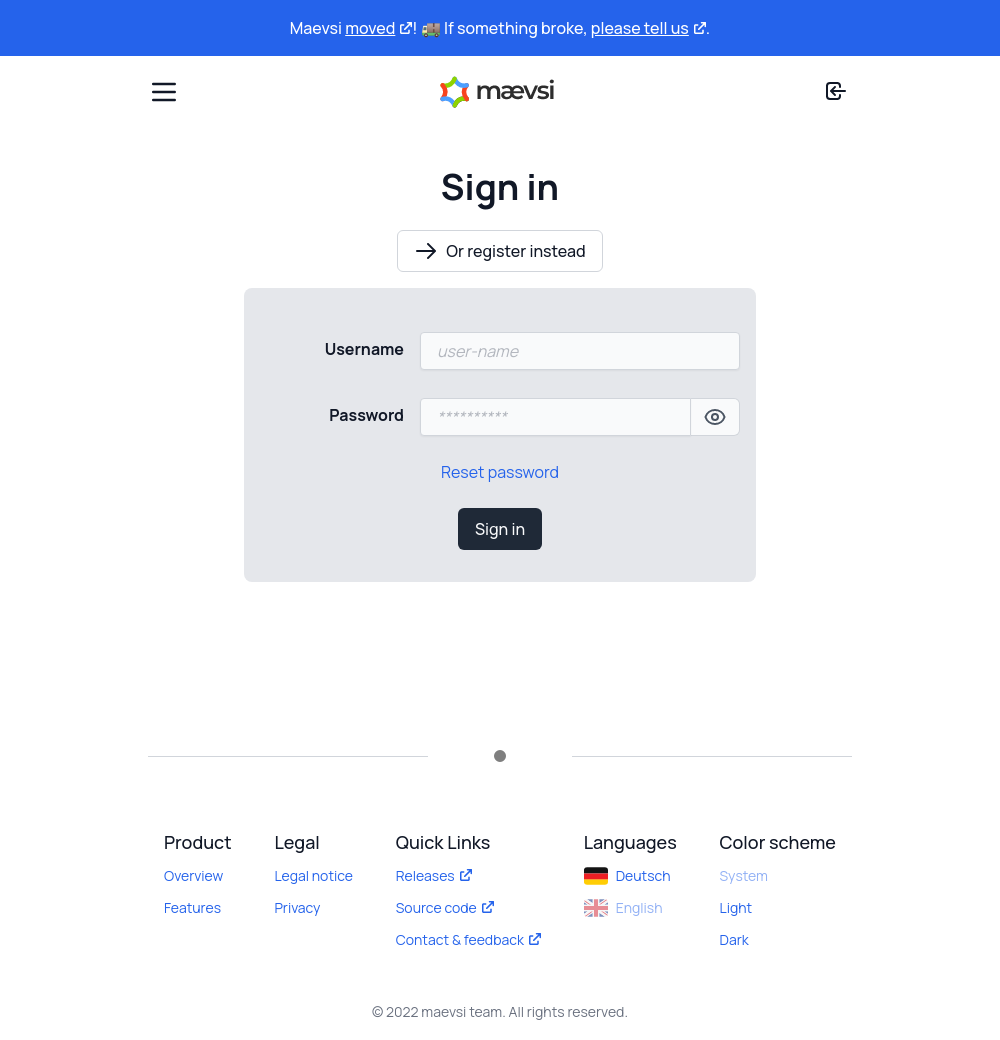 Maevsi moved! 🚚 If something broke, please tell us.
mævsi
Sign in
Or register instead
Username
user-name
Password
**********
Reset password
Sign in
Product
Overview
Features
Legal
Legal notice
Privacy
Quick Links
Releases
Source code
Contact & feedback
Languages
Deutsch
English
Color scheme
System
Light
Dark
© 2022 maevsi team. All rights reserved.